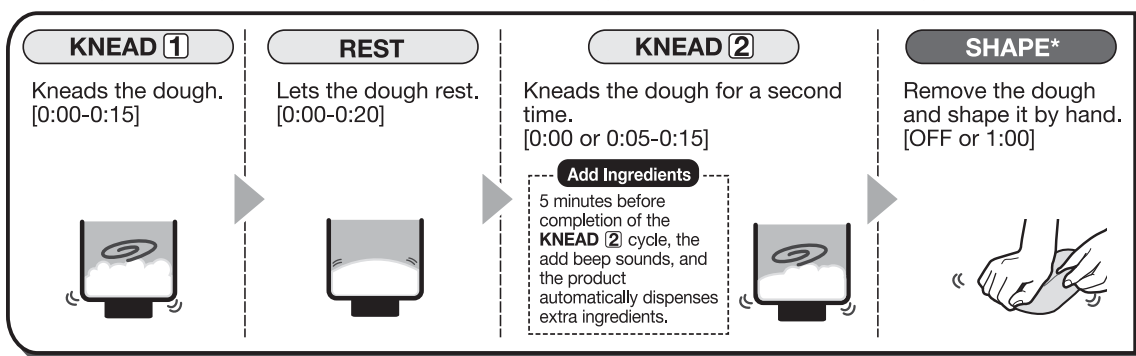 KNEAD 1
Kneads the dough.
[0:00-0:15]
REST
Lets the dough rest.
[0:00-0:20]
KNEAD 2
Kneads the dough for a second
time.
[0:00 or 0:05-0:15]
Add Ingredients
5 minutes before
completion of the
KNEAD 2 cycle, the
add beep sounds, and
the product
automatically dispenses
extra ingredients.
SHAPE*
Remove the dough
and shape it by hand.
[OFF or 1:00]